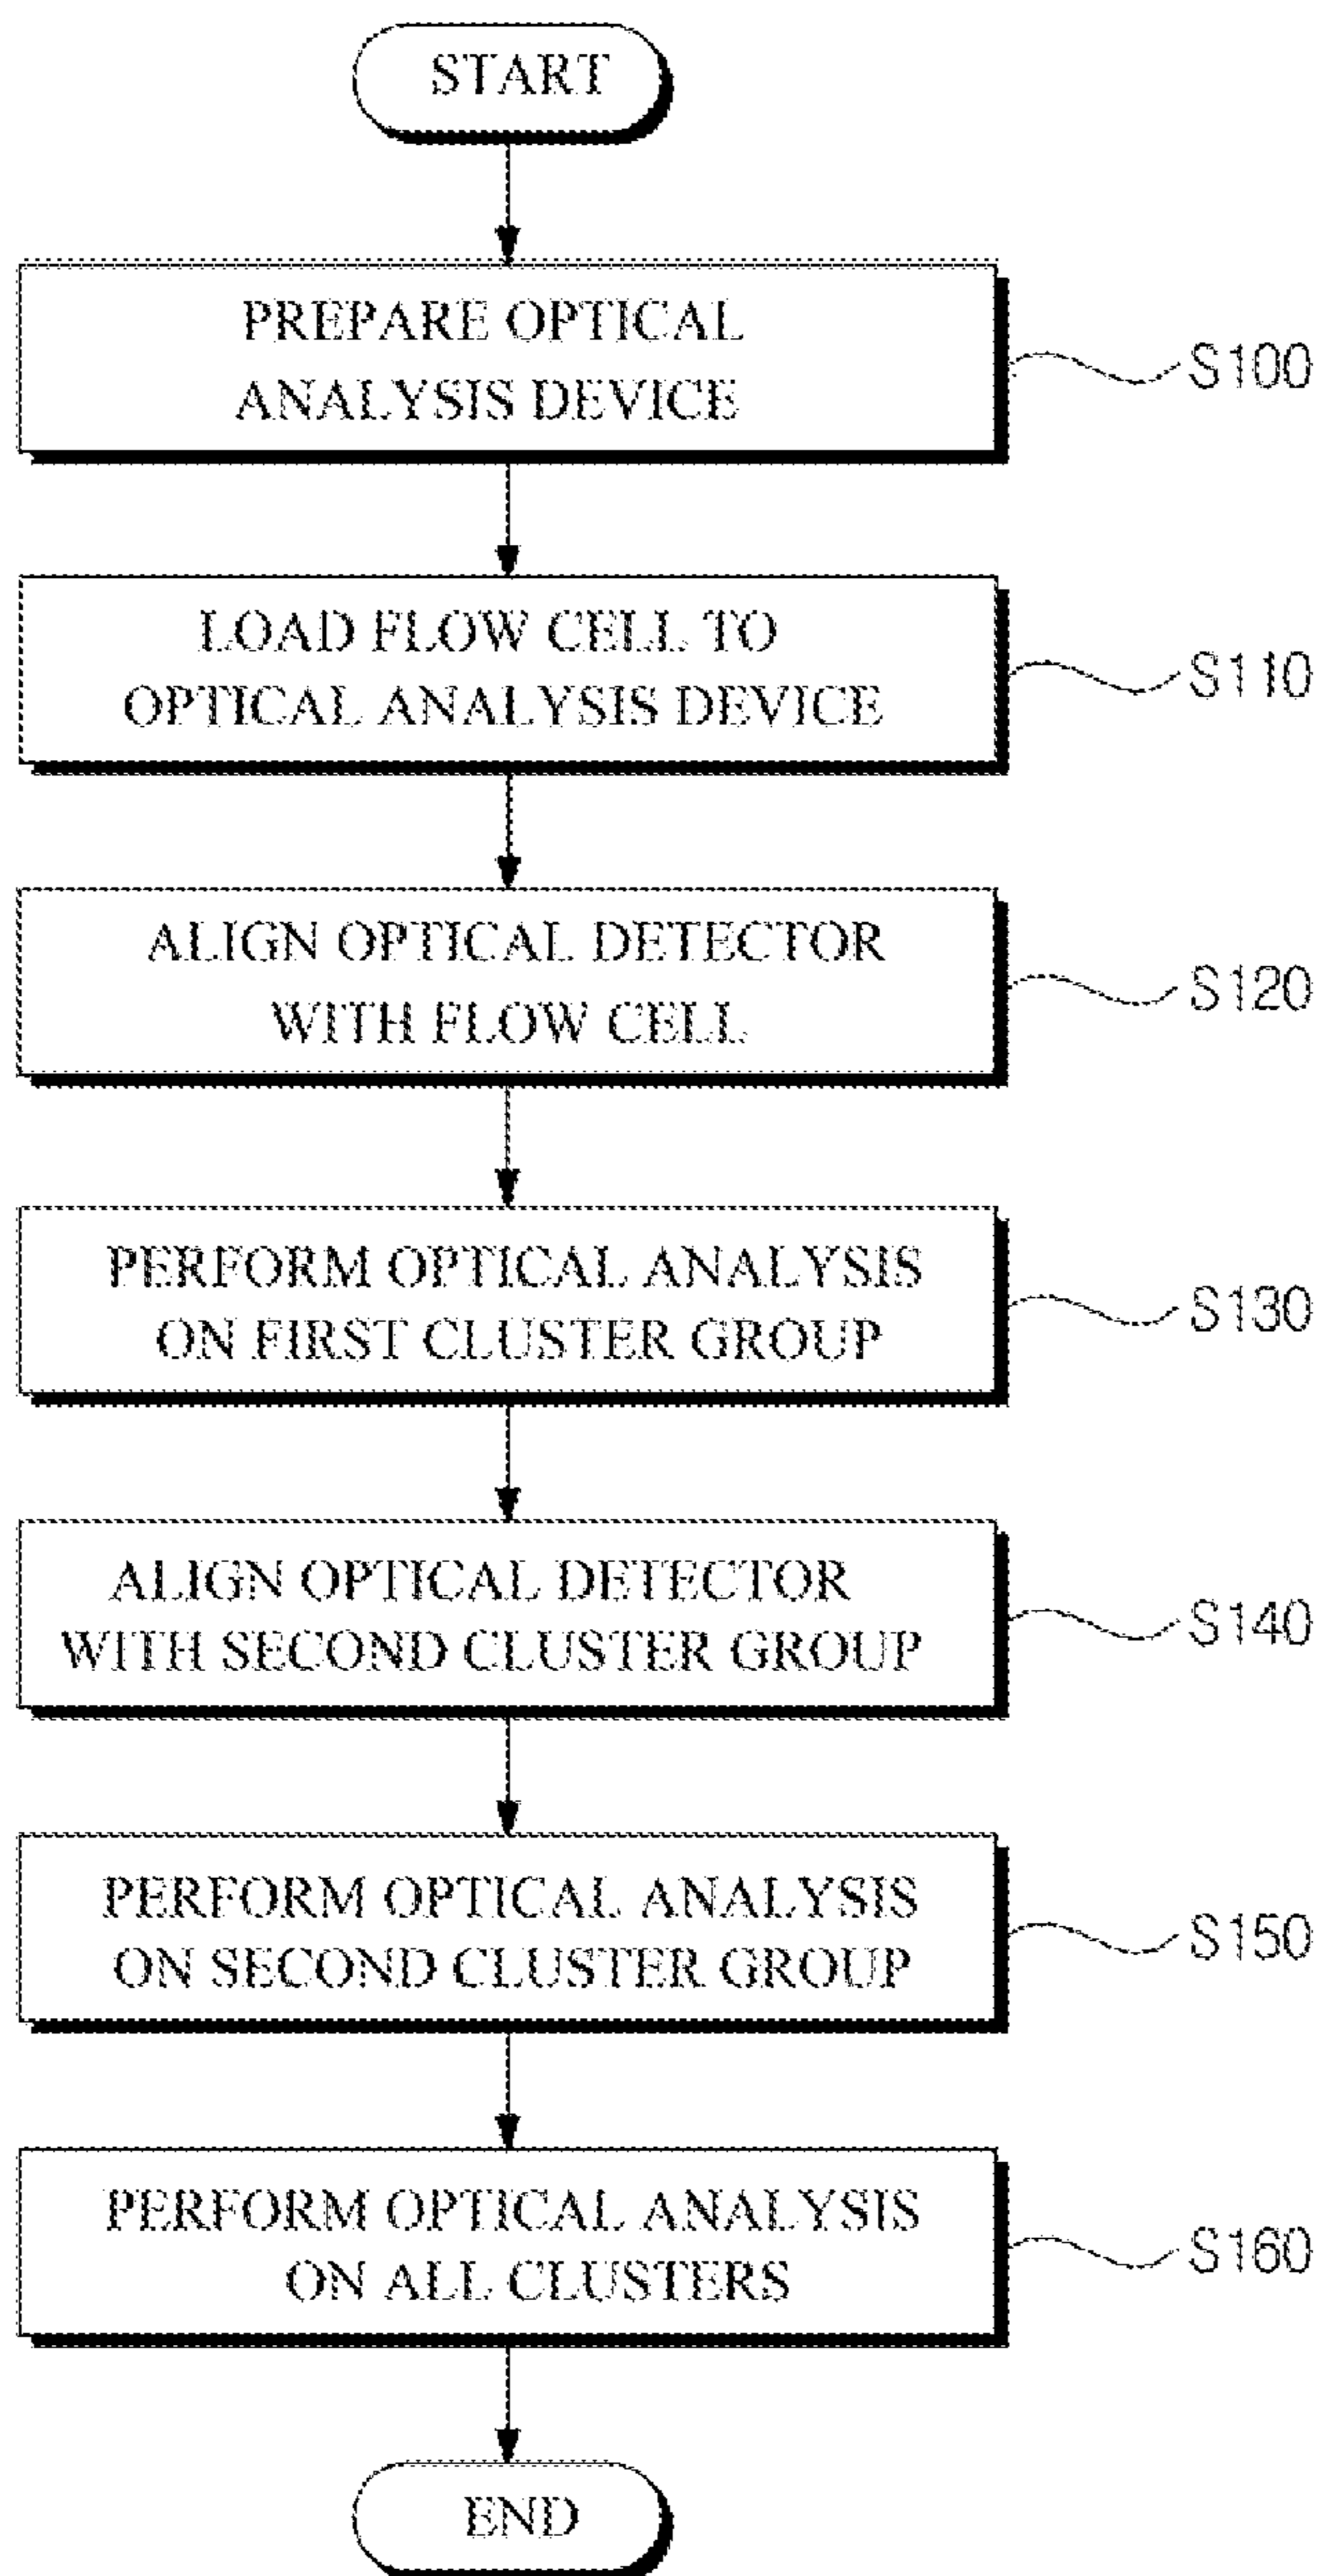 START
PREPARE OPTICAL
ANALYSIS DEVICE
S100
LOAD FLOW CELL TO
OPTICAL ANALYSIS DEVICE
S110
ALIGN OPTICAL DETECTOR
WITH FLOW CELL
S120
PERFORM OPTICAL ANALYSIS
ON FIRST CLUSTER GROUP
S130
ALIGN OPTICAL DETECTOR
WITH SECOND CLUSTER GROUP
S140
PERFORM OPTICAL ANALYSIS
ON SECOND CLUSTER GROUP
S150
PERFORM OPTICAL ANALYSIS
ON ALL CLUSTERS
S160
END